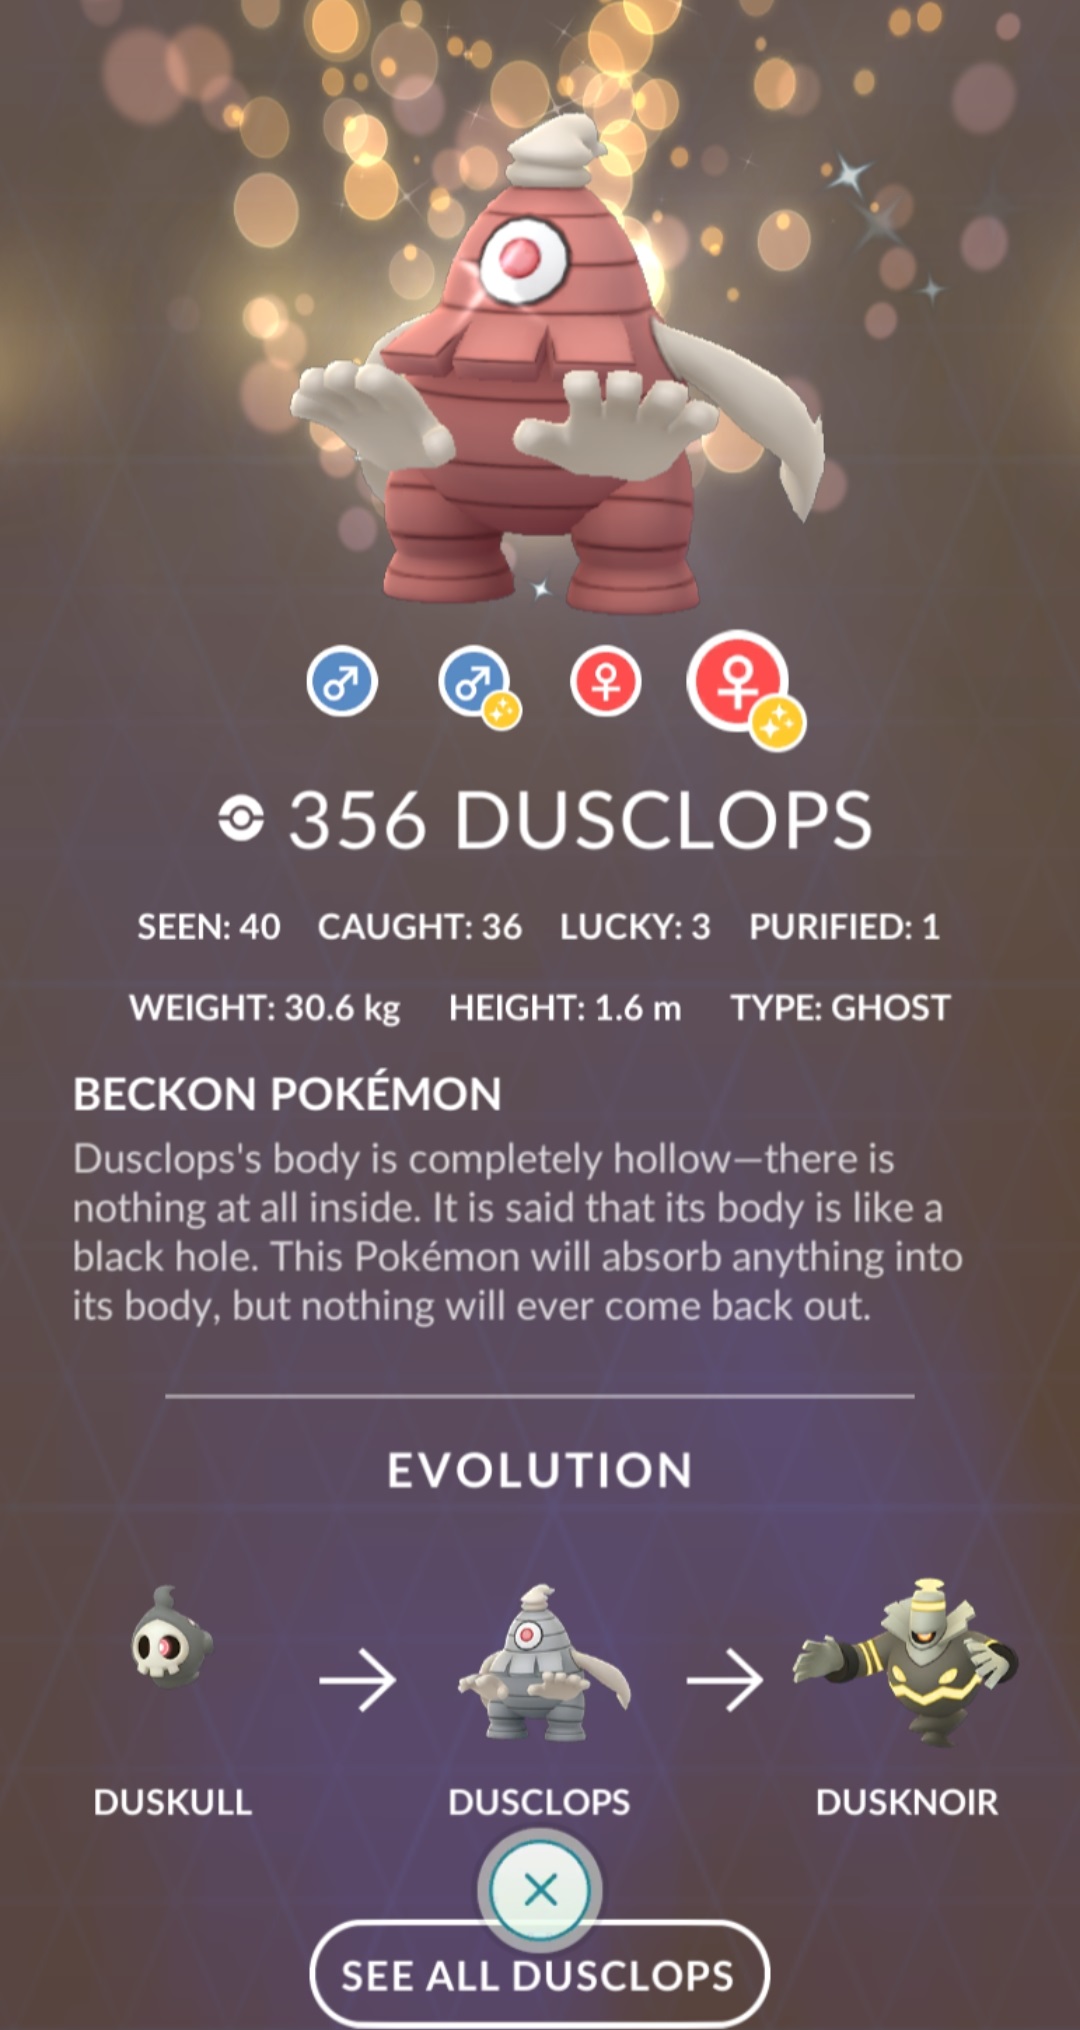 356 DUSCLOPS
SEEN: 40 CAUGHT: 36 LUCKY: 3 PURIFIED: 1
WEIGHT: 30.6 kg HEIGHT: 1.6 m TYPE: GHOST
BECKON POKÉMON
Dusclops's body is completely hollow—there is
nothing at all inside. It is said that its body is like a
black hole. This Pokémon will absorb anything into
its body, but nothing will ever come back out.
EVOLUTION
DUSKULL DUSCLOPS DUSKNOIR
SEE ALL DUSCLOPS